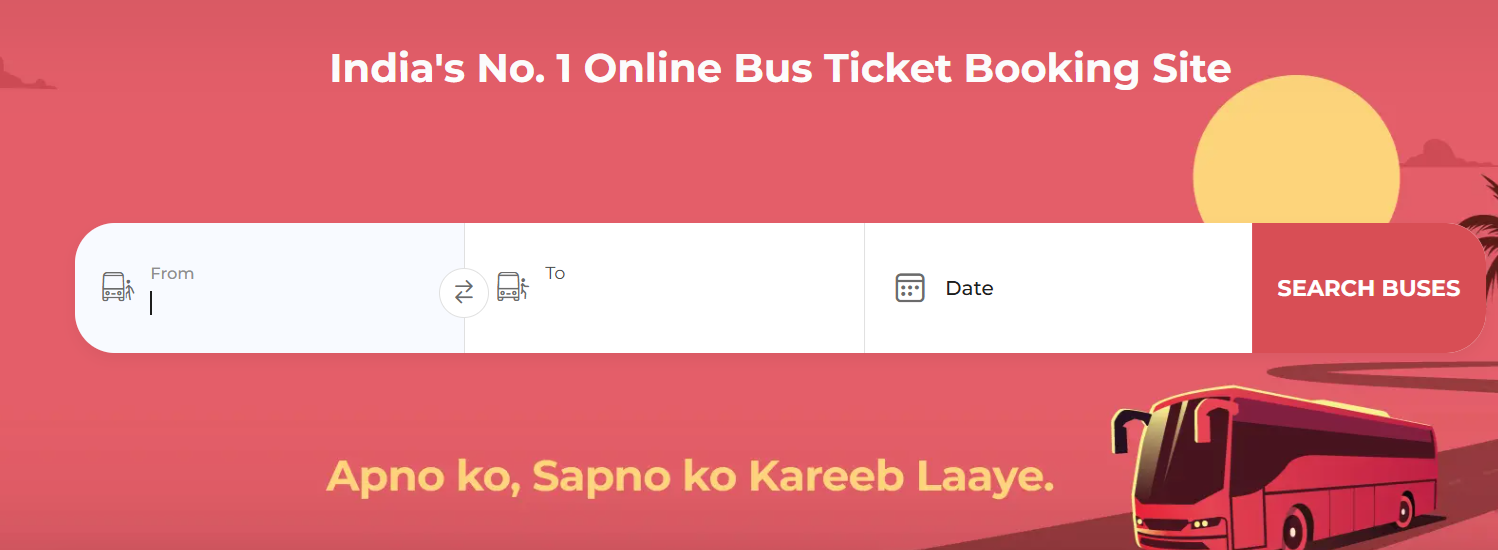 India's No. 1 Online Bus Ticket Booking Site
From
To
Date
SEARCH BUSES
Apno ko, Sapno ko Kareeb Laaye.